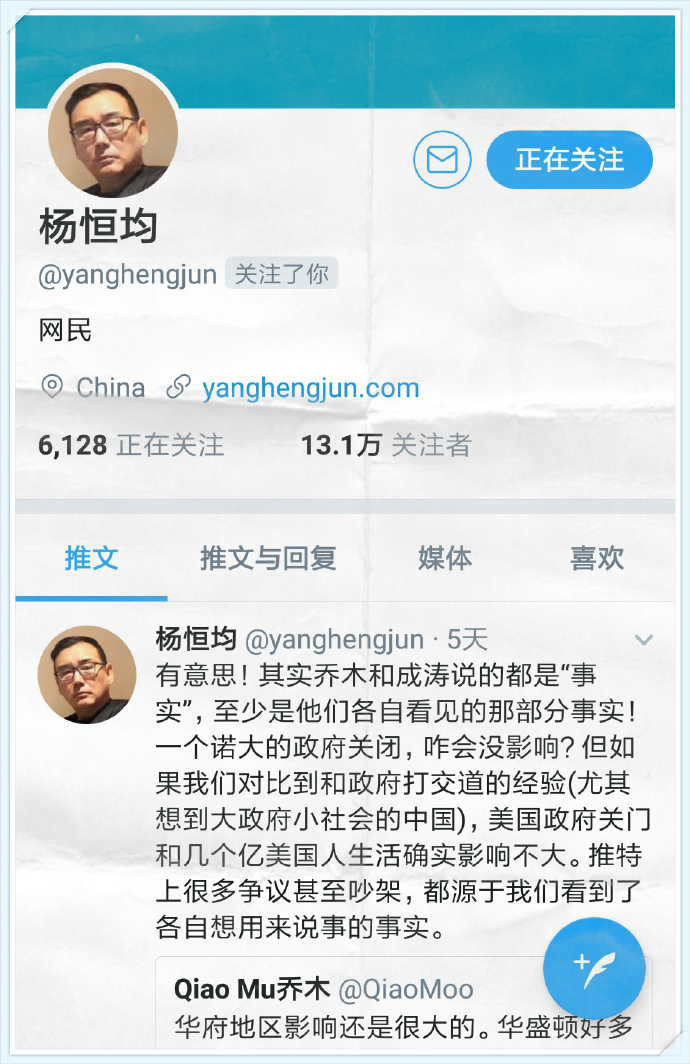 正在关注
杨恒均
@yanghengjun 关注了你
网民
China yanghengjun.com
6,128 正在关注 13.1万 关注者
推文 推文与回复 媒体 喜欢
杨恒均 @yanghengjun · 5天
有意思！其实乔木和成涛说的都是“事
实”，至少是他们各自看见的那部分事实！
一个诺大的政府关闭，咋会没影响？但如
果我们对比到和政府打交道的经验(尤其
想到大政府小社会的中国)，美国政府关门
和几个亿美国人生活确实影响不大。推特
上很多争议甚至吵架，都源于我们看到了
各自想用来说事的事实。
Qiao Mu乔木 @QiaoMoo
华府地区影响还是很大的。华盛顿好多